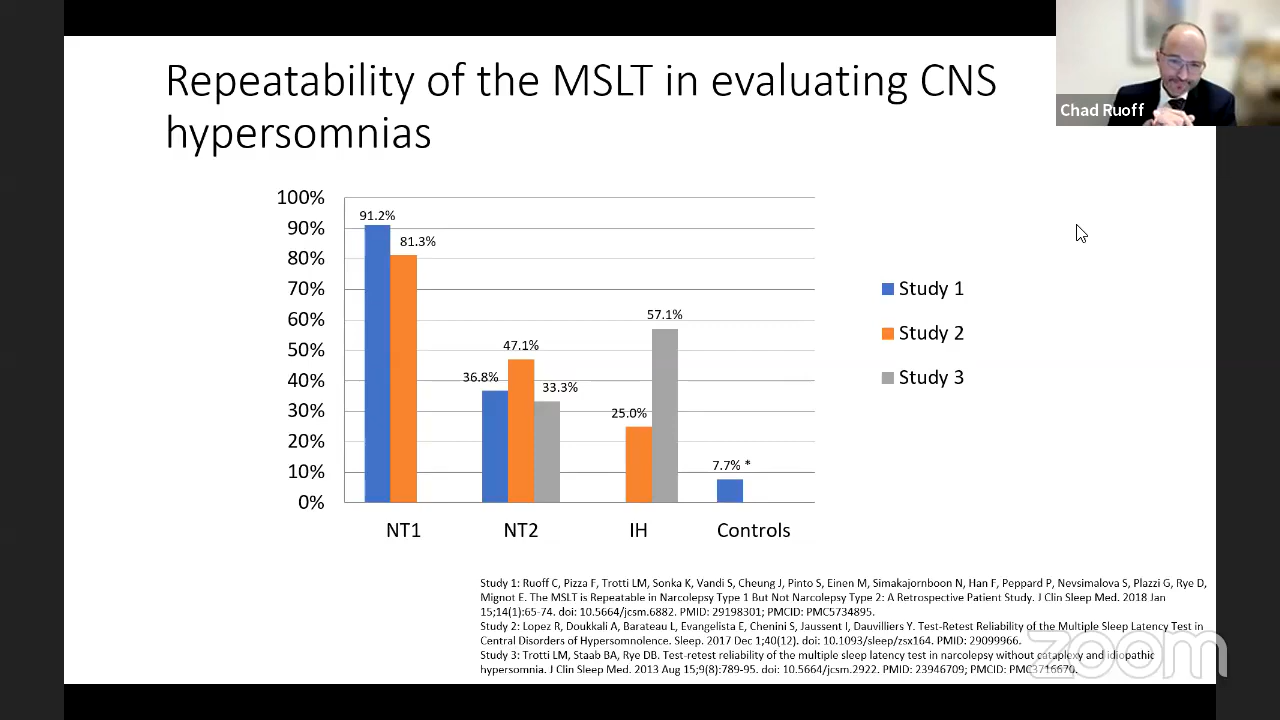 Repeatability of the MSLT in evaluating CNS
hypersomnias
Chad Ruoff
100%
90%
80%
70%
60%
50%
40%
30%
20%
10%
0%
91.2%
81.3%
36.8%
47.1%
33.3%
25.0%
57.1%
7.7% *
NT1
NT2
IH
Controls
Study 1
Study 2
Study 3
Study 1: Ruoff C, Pizza F, Trotti LM, Sonka K, Vandi S, Cheung J, Pinto S, Einen M, Simakajornboon N, Han F, Peppard P, Nevsimalova S, Plazzi G, Rye D,
Mignot E. The MSLT is Repeatable in Narcolepsy Type 1 But Not Narcolepsy Type 2: A Retrospective Patient Study. J Clin Sleep Med. 2018 Jan
15;14(1):65-74. doi: 10.5664/jcsm.6882. PMID: 29198301; PMCID: PMC5734895.
Study 2: Lopez R, Doukkali A, Barateau L, Evangelista E, Chenini S, Jaussent I, Dauvilliers Y. Test-Retest Reliability of the Multiple Sleep Latency Test in
Central Disorders of Hypersomnolence. Sleep. 2017 Dec 1;40(12). doi: 10.1093/sleep/zsx164. PMID: 29099966.
Study 3: Trotti LM, Staab BA, Rye DB. Test-retest reliability of the multiple sleep latency test in narcolepsy without cataplexy and idiopathic
hypersomnia. J Clin Sleep Med. 2013 Aug 15;9(8):789-95. doi: 10.5664/jcsm.2922. PMID: 23946709; PMCID: PMC3716670.
zoom